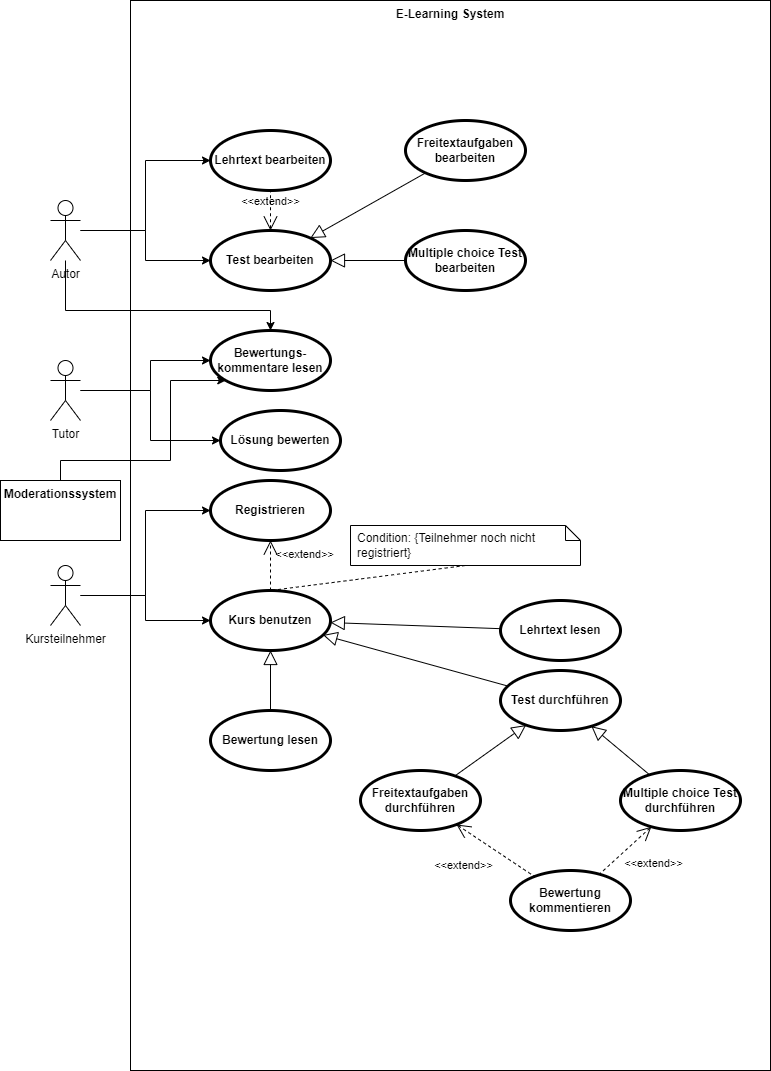 E-Learning System
Freitextaufgaben
bearbeiten
Lehrtext bearbeiten
<<extend>>
Test bearbeiten
Multiple choice Test
bearbeiten
Autor
Bewertungs-
kommentare lesen
Tutor
Lösung bewerten
Moderationssystem
Registrieren
Condition: {Teilnehmer noch nicht
registriert}
<<extend>>
Kurs benutzen
Lehrtext lesen
Kursteilnehmer
Test durchführen
Bewertung lesen
Freitextaufgaben
durchführen
Multiple choice Test
durchführen
<<extend>>
<<extend>>
Bewertung
kommentieren